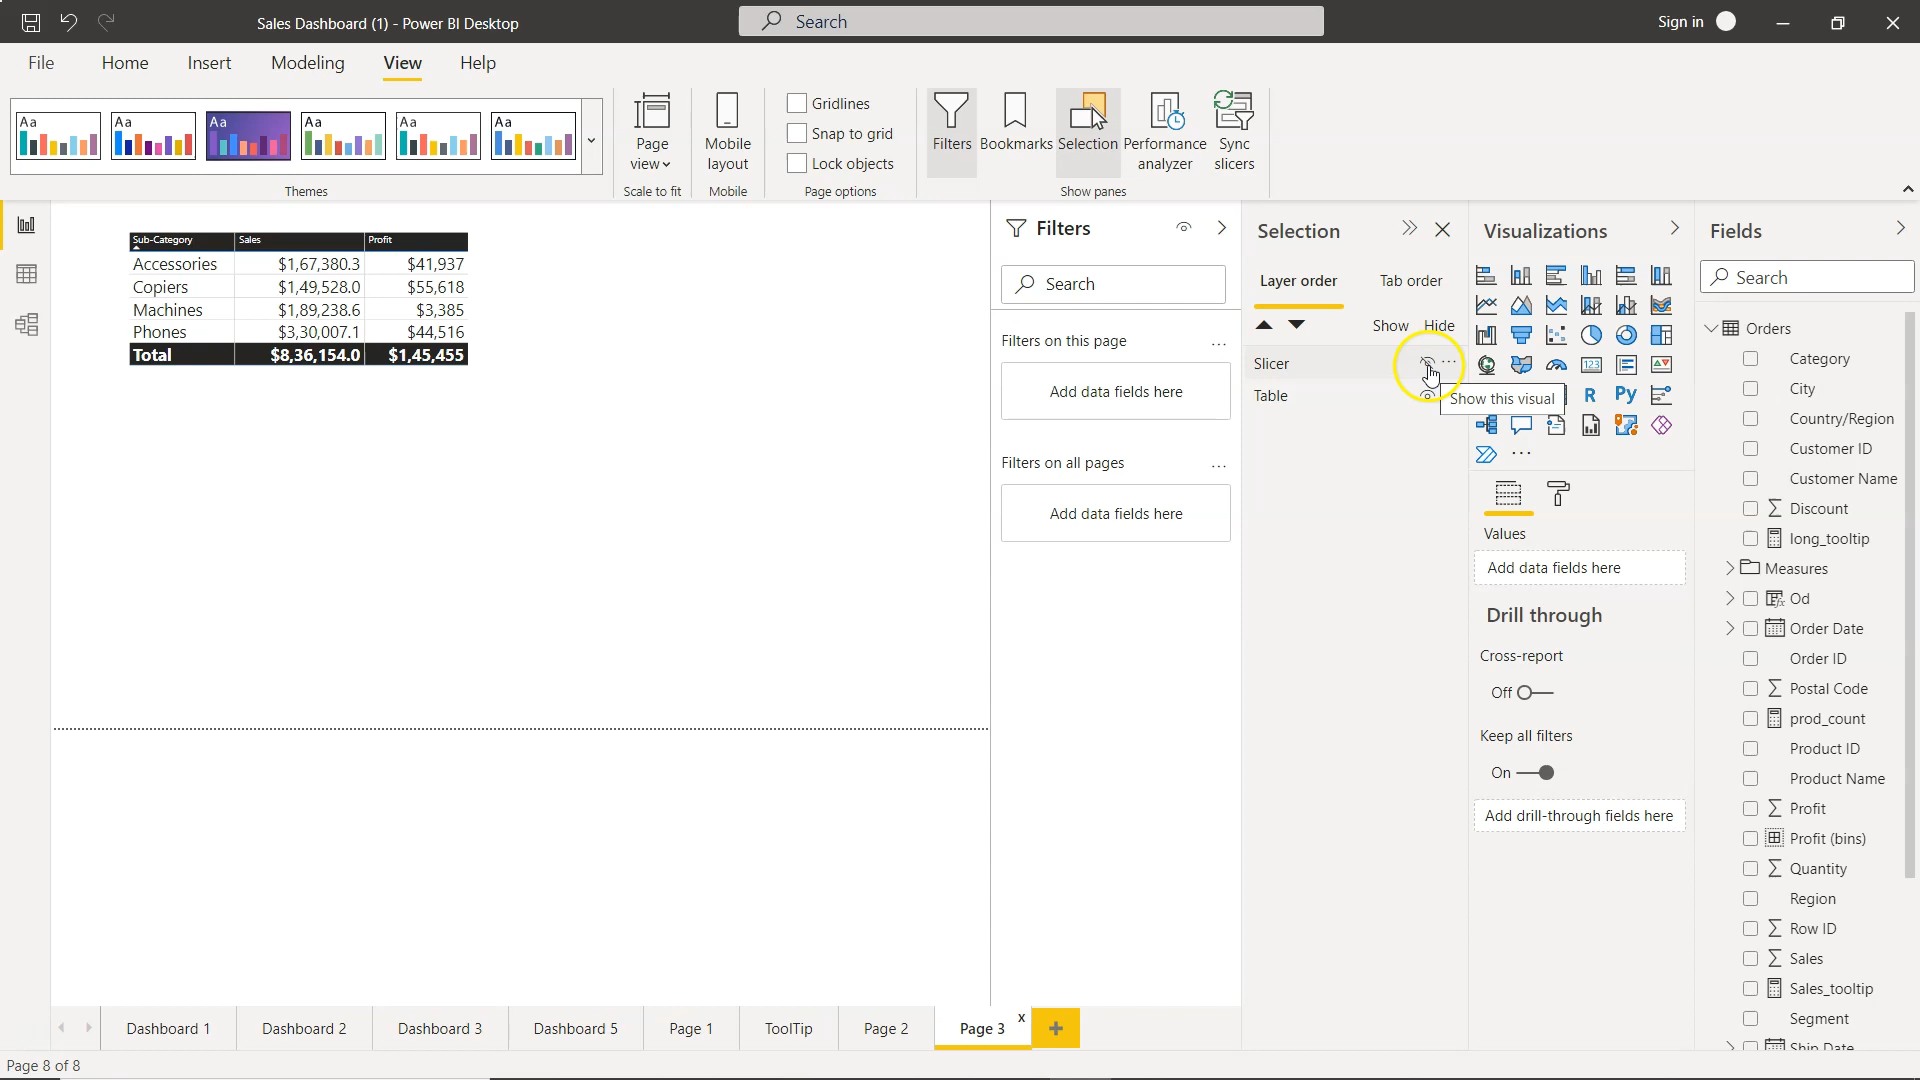 Sales Dashboard (1) - Power BI Desktop
Search
Sign in
File Home Insert Modeling View Help
Aa Aa Aa Aa Aa Aa
Page view
Mobile layout
Gridlines
Snap to grid
Lock objects
Filters
Bookmarks
Selection
Performance analyzer
Sync slicers
Themes
Scale to fit
Mobile
Page options
Show panes
Sub-Category Sales Profit
Accessories $1,67,380.3 $41,937
Copiers $1,49,528.0 $55,618
Machines $1,89,238.6 $3,385
Phones $3,30,007.1 $44,516
Total $8,36,154.0 $1,45,455
Filters
Search
Filters on this page ...
Add data fields here
Filters on all pages ...
Add data fields here
Selection
Layer order Tab order
Show Hide
Slicer ...
Table
Show this visual
Visualizations
123
R Py
...
Values
Add data fields here
Drill through
Cross-report
Off
Keep all filters
On
Add drill-through fields here
Fields
Search
Orders
Category
City
Country/Region
Customer ID
Customer Name
Discount
long_tooltip
Measures
Od
Order Date
Order ID
Postal Code
prod_count
Product ID
Product Name
Profit
Profit (bins)
Quantity
Region
Row ID
Sales
Sales_tooltip
Segment
Ship Date
Dashboard 1 Dashboard 2 Dashboard 3 Dashboard 5 Page 1 ToolTip Page 2 Page 3 x +
Page 8 of 8